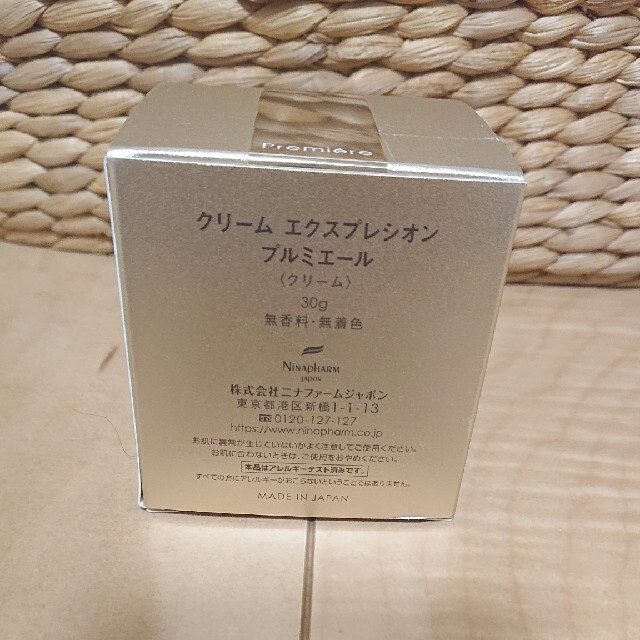 Première
クリーム エクスプレシオン
プルミエール
〈クリーム〉
30g
無香料・無着色
NINAPHARM
japon
株式会社ニナファームジャポン
東京都港区新橋1-1-13
☎0120-127-127
https://www.ninapharm.co.jp
お肌に異常が生じていないかよく注意してご使用ください。
お肌に合わないときは、ご使用をおやめください。
本品はアレルギーテスト済みです。
すべての方にアレルギーがおこらないということではありません。
MADE IN JAPAN